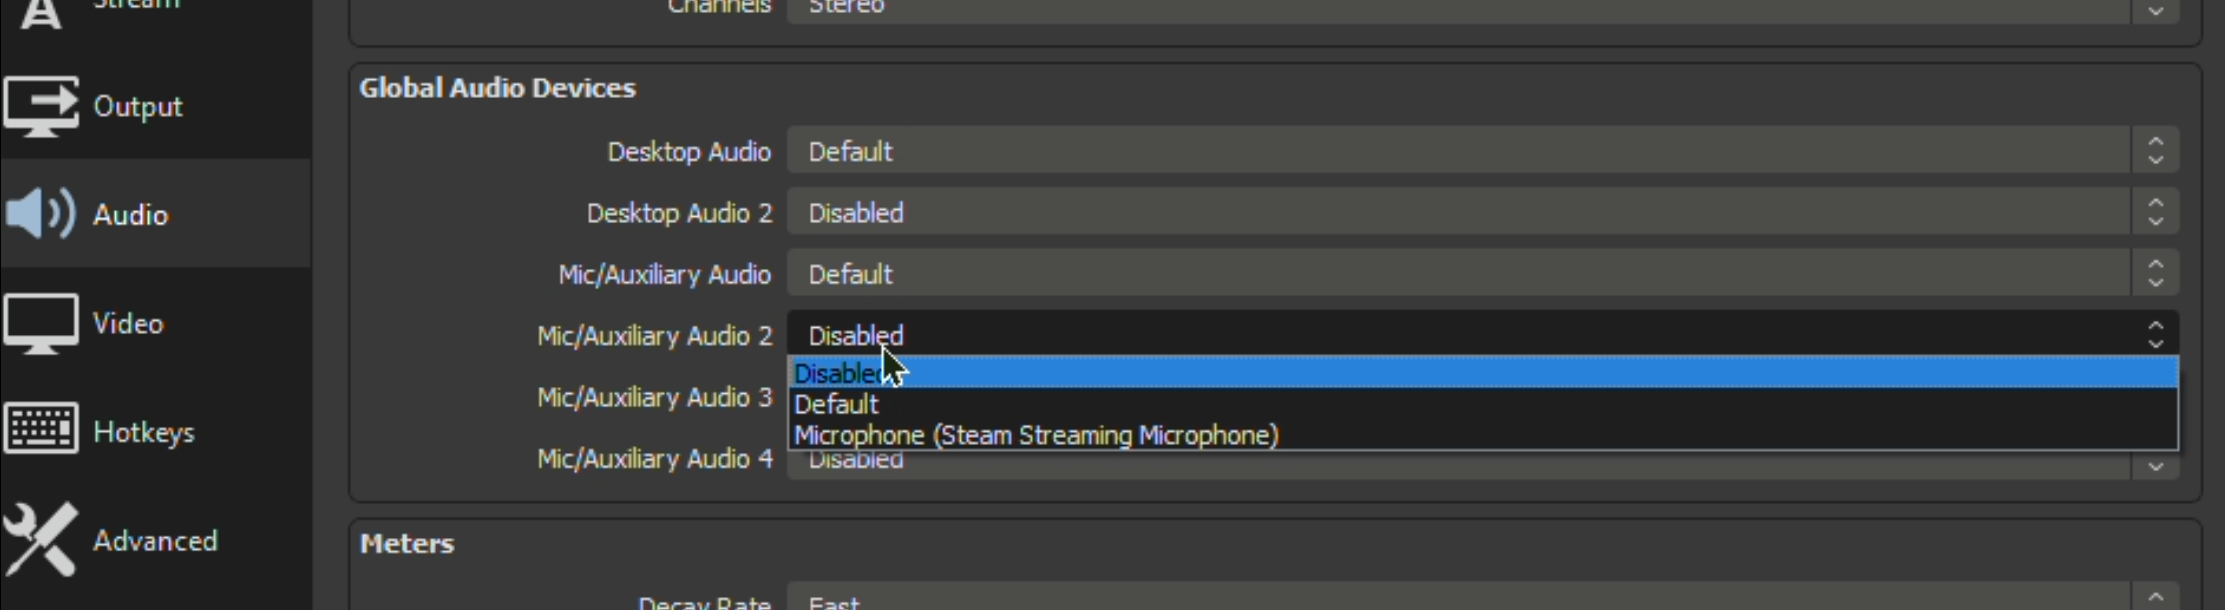 Stream
Channels Stereo
Global Audio Devices
Output
Desktop Audio Default
Desktop Audio 2 Disabled
Audio
Mic/Auxiliary Audio Default
Video
Mic/Auxiliary Audio 2 Disabled
Disabled
Mic/Auxiliary Audio 3
Default
Hotkeys
Microphone (Steam Streaming Microphone)
Mic/Auxiliary Audio 4 Disabled
Advanced
Meters
Decay Rate Fast